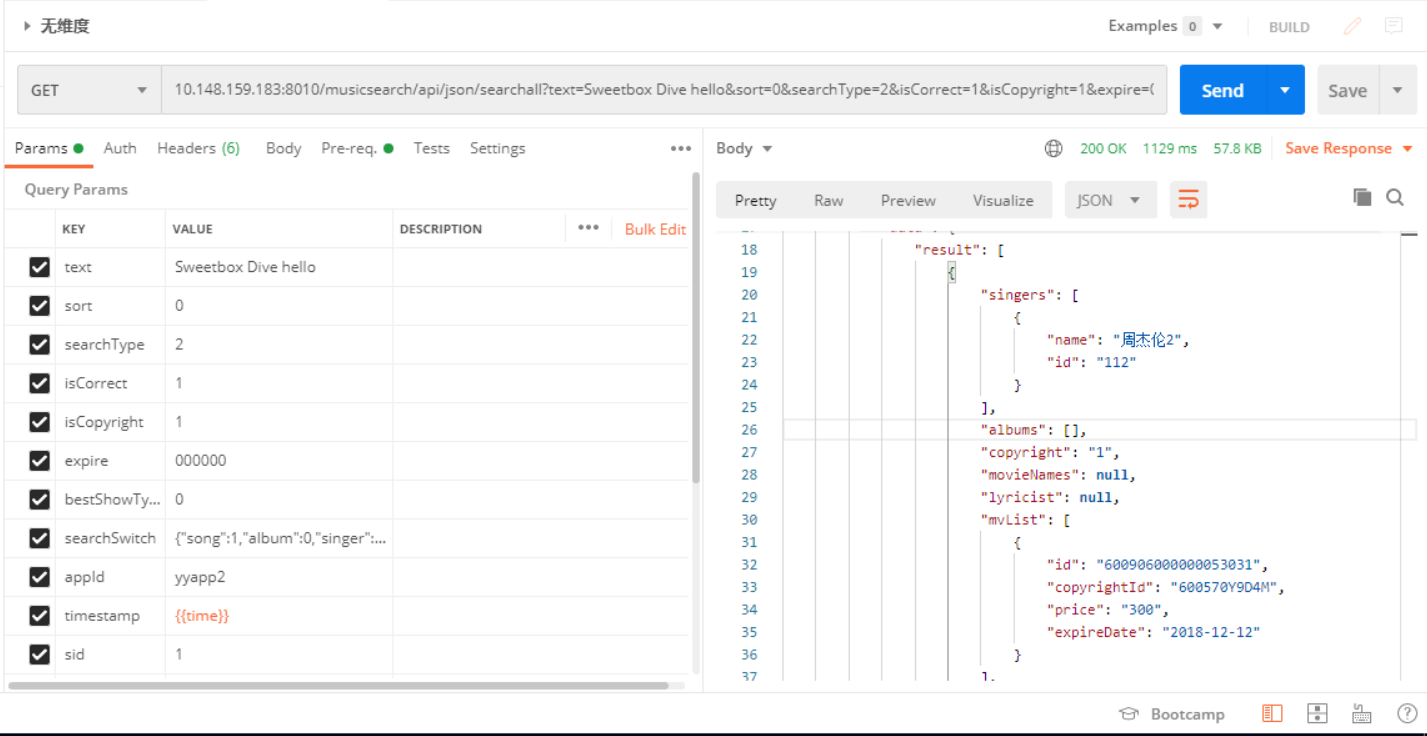 无维度
Examples 0
BUILD
GET
10.148.159.183:8010/musicsearch/api/json/searchall?text=Sweetbox Dive hello&sort=0&searchType=2&isCorrect=1&isCopyright=1&expire=
Send
Save
Params
Auth
Headers (6)
Body
Pre-req.
Tests
Settings
•••
Query Params
KEY VALUE DESCRIPTION ••• Bulk Edit
text Sweetbox Dive hello
sort 0
searchType 2
isCorrect 1
isCopyright 1
expire 000000
bestShowTy... 0
searchSwitch {"song":1,"album":0,"singer":...
appId yyapp2
timestamp {{time}}
sid 1
Body
200 OK 1129 ms 57.8 KB Save Response
Pretty Raw Preview Visualize JSON
18 "result": [
19 {
20 "singers": [
21 {
22 "name": "周杰伦2",
23 "id": "112"
24 }
25 ],
26 "albums": [],
27 "copyright": "1",
28 "movieNames": null,
29 "lyricist": null,
30 "mvList": [
31 {
32 "id": "600906000000053031",
33 "copyrightId": "600570Y9D4M",
34 "price": "300",
35 "expireDate": "2018-12-12"
36 }
37 ],
Bootcamp